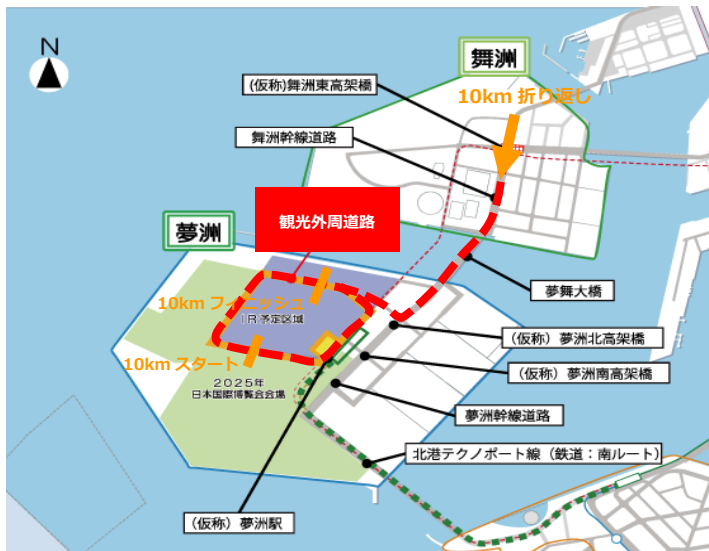 N
舞洲
(仮称)舞洲東高架橋
10km 折り返し
舞洲幹線道路
観光外周道路
夢洲
夢舞大橋
10km フィニッシュ
IR予定区域
(仮称) 夢洲北高架橋
10km スタート
(仮称) 夢洲南高架橋
2025年
日本国際博覧会会場
夢洲幹線道路
北港テクノポート線 (鉄道：南ルート)
(仮称) 夢洲駅